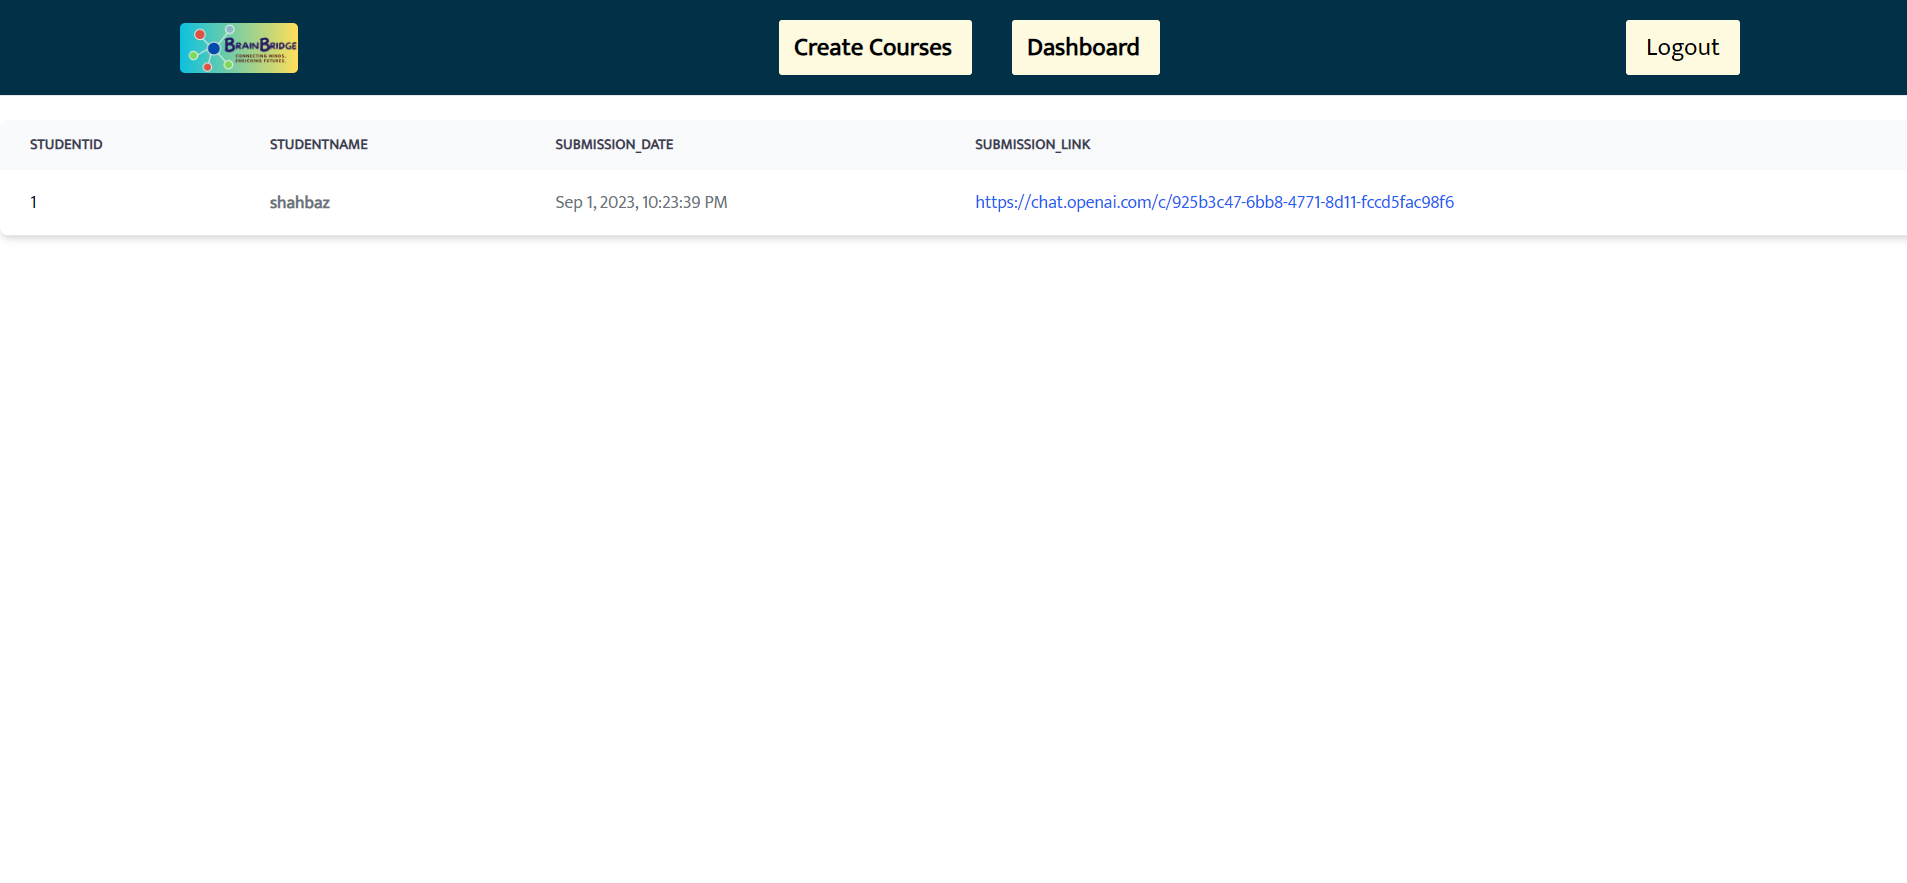 BRAINBRIDGE
CONNECTING MINDS,
ENRICHING FUTURES.
Create Courses
Dashboard
Logout
STUDENTID STUDENTNAME SUBMISSION_DATE SUBMISSION_LINK
1 shahbaz Sep 1, 2023, 10:23:39 PM https://chat.openai.com/c/925b3c47-6bb8-4771-8d11-fccd5fac98f6